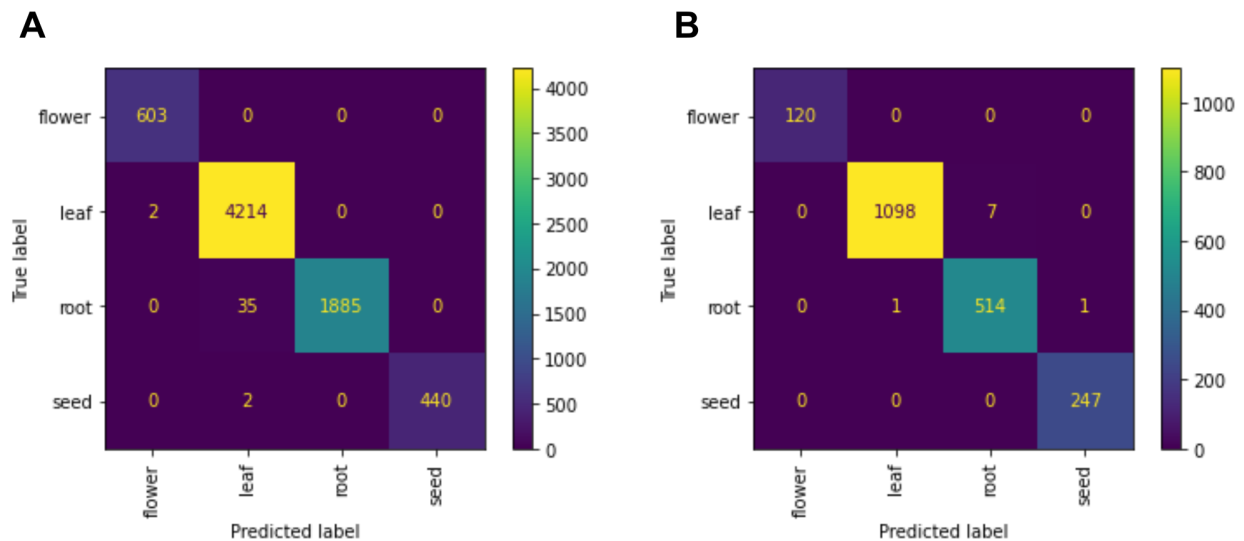 A
True label
flower 603 0 0 0
leaf 2 4214 0 0
root 0 35 1885 0
seed 0 2 0 440
flower leaf root seed
Predicted label
4000
3500
3000
2500
2000
1500
1000
500
0
B
True label
flower 120 0 0 0
leaf 0 1098 7 0
root 0 1 514 1
seed 0 0 0 247
flower leaf root seed
Predicted label
1000
800
600
400
200
0